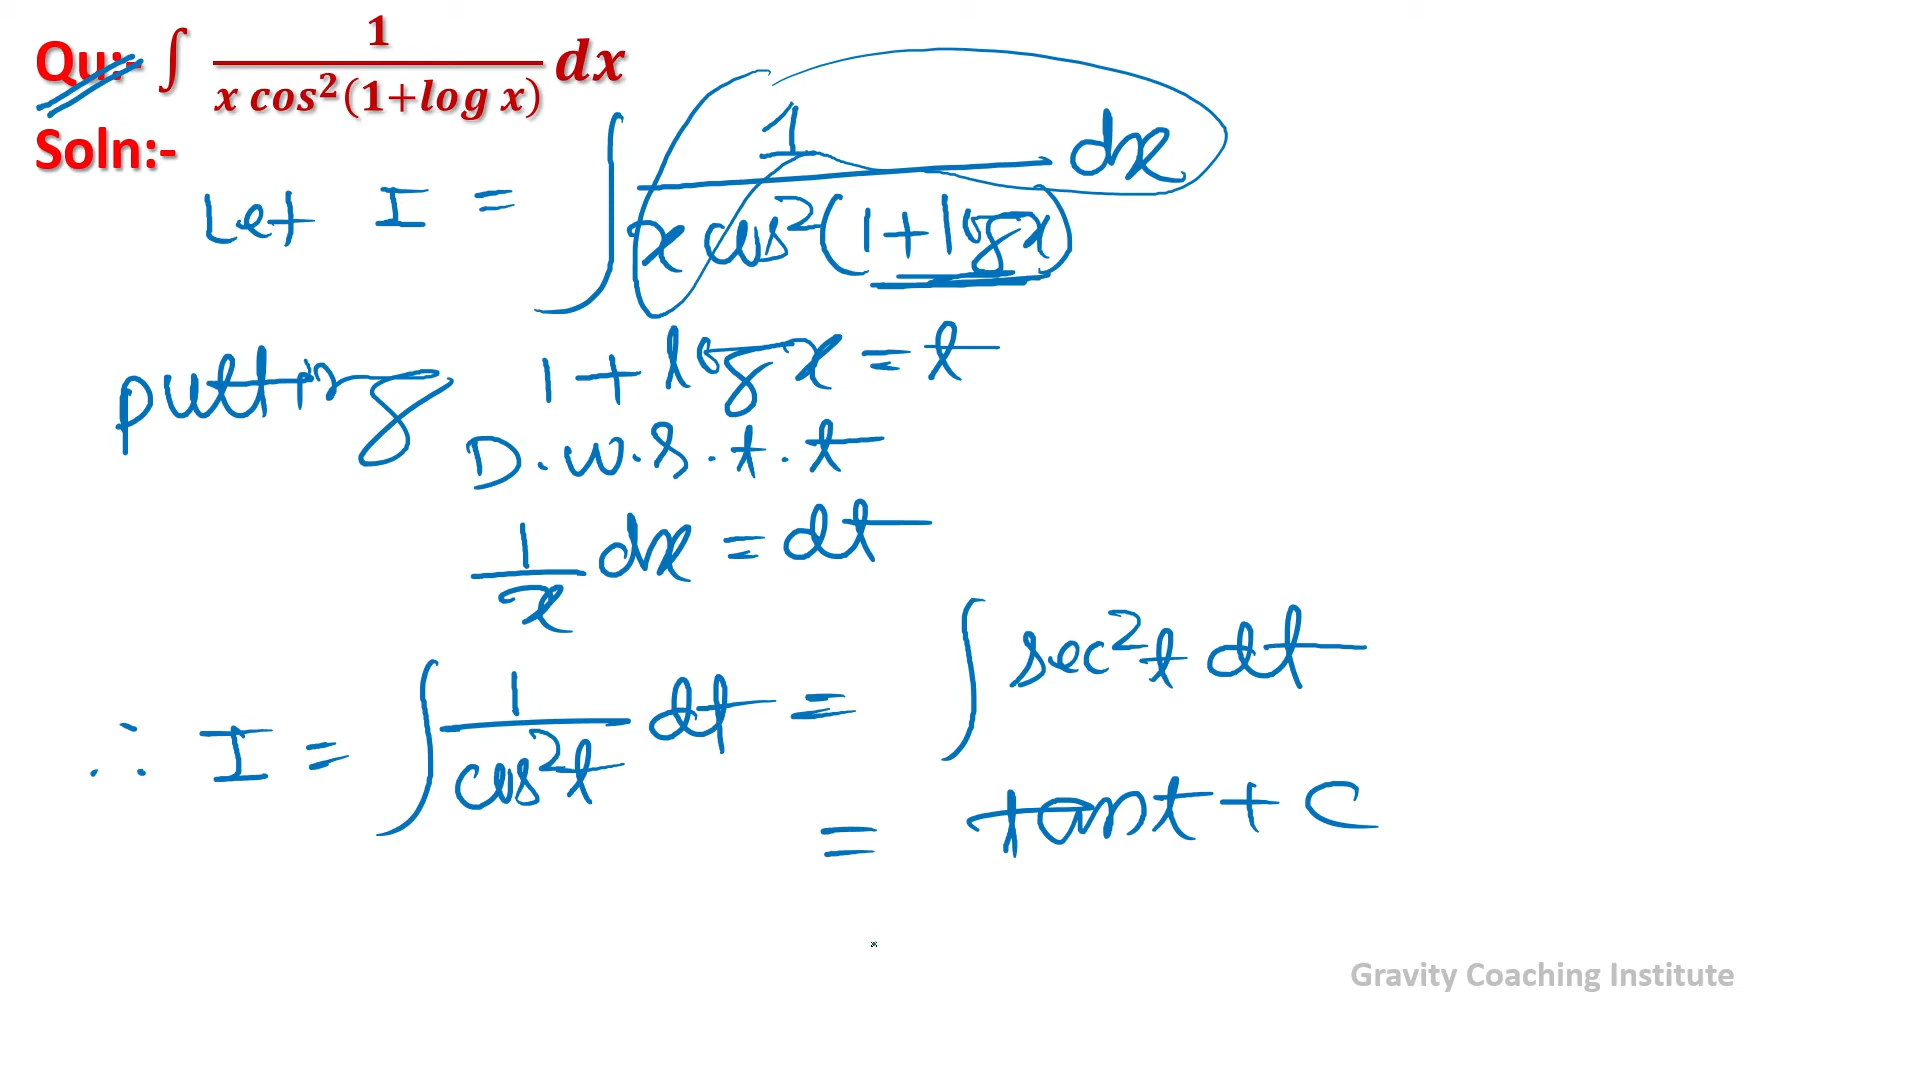 Qu:- ∫ 1/(x cos²(1+log x)) dx
Soln:-
Let I = ∫ 1/(x cos²(1+log x)) dx
putting 1 + log x = t
D.w.s.t.t
1/x dx = dt
∴ I = ∫ 1/cos²t dt = ∫ sec²t dt
= tant + C
Gravity Coaching Institute